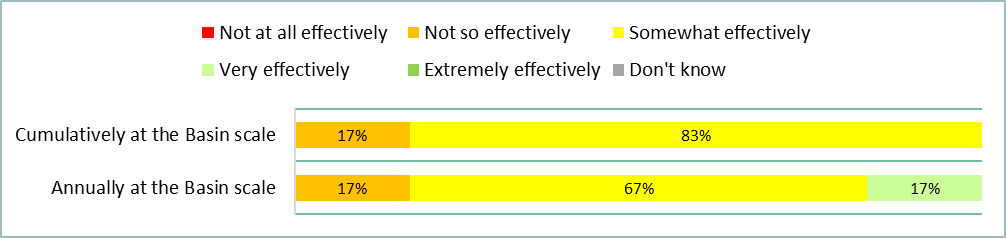 Not at all effectively Not so effectively Somewhat effectively
Very effectively Extremely effectively Don't know
Cumulatively at the Basin scale 17% 83%
Annually at the Basin scale 17% 67% 17%